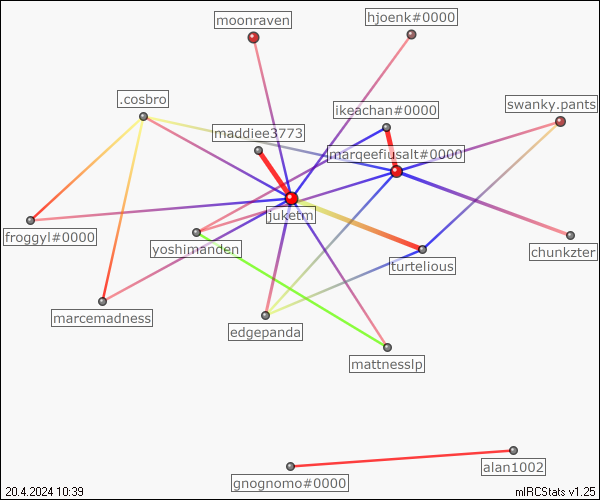 moonraven
hjoenk#0000
.cosbro
ikeachan#0000
swanky.pants
maddiee3773
marqeefiusalt#0000
juketm
froggyl#0000
yoshimanden
turtelious
chunkzter
marcemadness
edgepanda
mattnesslp
alan1002
gnognomo#0000
20.4.2024 10:39
mIRCStats v1.25